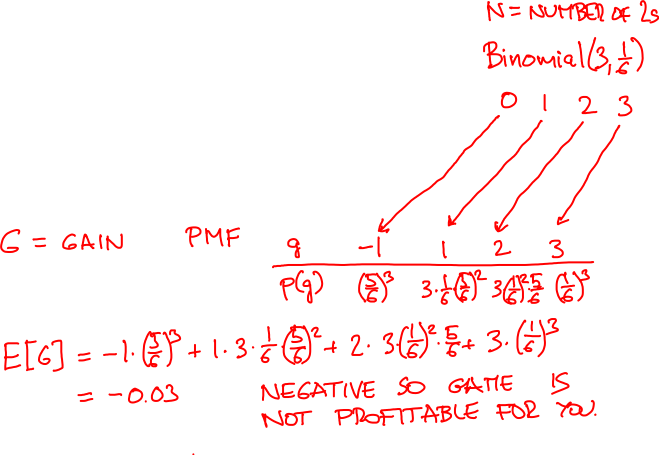 N = NUMBER OF 2s
Binomial(3, 1/6)
0 1 2 3
G = GAIN PMF g -1 1 2 3
p(g) (5/6)³ 3·1/6(5/6)² 3(1/6)²5/6 (1/6)³
E[G] = -1·(5/6)³ + 1·3·1/6·(5/6)² + 2·3(1/6)²·5/6 + 3·(1/6)³
= -0.03 NEGATIVE SO GAME IS
NOT PROFITABLE FOR YOU.